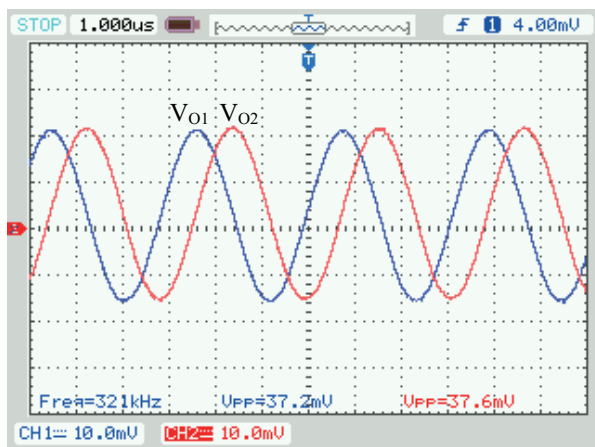 STOP 1.000us T 1 4.00mV
T
VO1 VO2
Freq=321kHz Vpp=37.2mV Vpp=37.6mV
CH1 10.0mV CH2 10.0mV